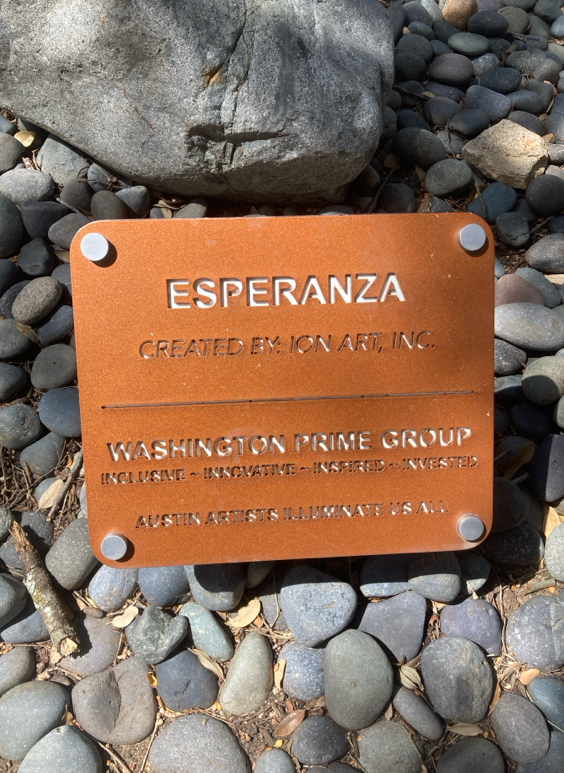 ESPERANZA
CREATED BY: ION ART, INC.
WASHINGTON PRIME GROUP
INCLUSIVE ~ INNOVATIVE ~ INSPIRED ~ INVESTED
AUSTIN ARTISTS ILLUMINATE US ALL